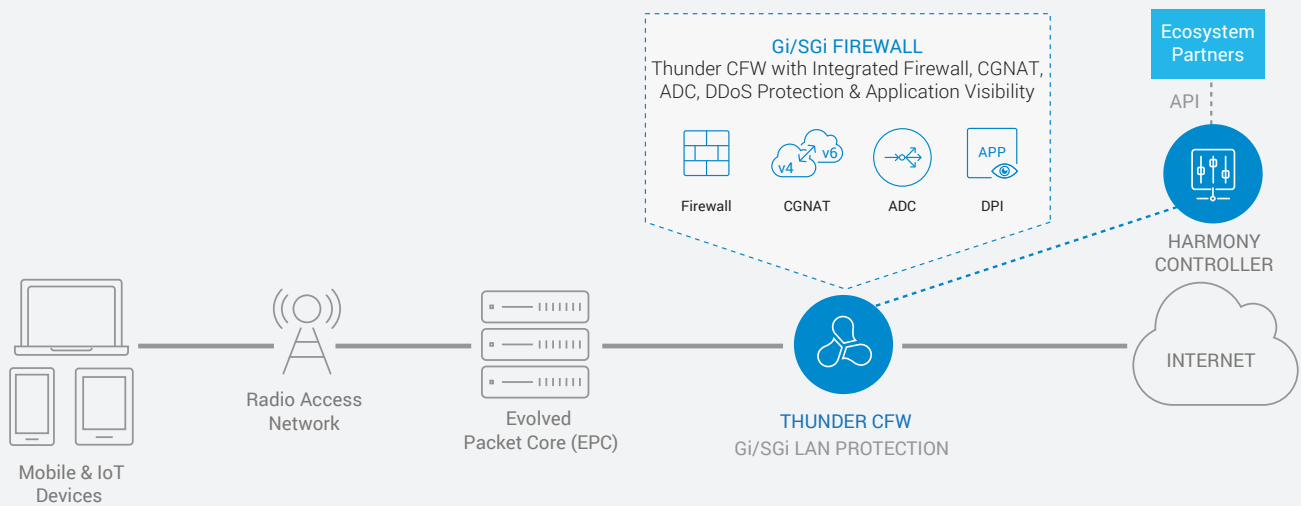 Gi/SGi FIREWALL
Thunder CFW with Integrated Firewall, CGNAT,
ADC, DDoS Protection & Application Visibility
v4
v6
APP
Firewall
CGNAT
ADC
DPI
Ecosystem
Partners
API
HARMONY
CONTROLLER
Mobile & IoT
Devices
Radio Access
Network
Evolved
Packet Core (EPC)
THUNDER CFW
Gi/SGi LAN PROTECTION
INTERNET